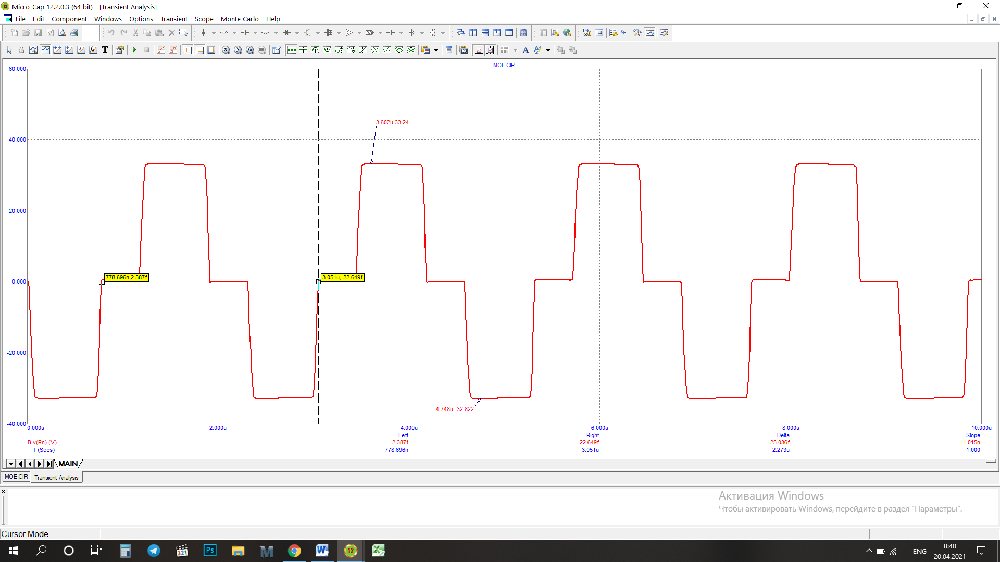 Micro-Cap 12.2.0.3 (64 bit) - [Transient Analysis]
File Edit Component Windows Options Transient Scope Monte Carlo Help
MOE.CIR
60.000
40.000
20.000
0.000
-20.000
-40.000
3.602u,33.24
778.696n,2.387f
3.051u,-22.649f
4.748u,-32.822
0.000u 2.000u 4.000u 6.000u 8.000u 10.000u
Left Right Delta Slope
B v(Rn) (V) 2.387f -22.649f -25.036f -11.015n
T (Secs) 778.696n 3.051u 2.273u 1.000
MAIN
MOE.CIR Transient Analysis
Активация Windows
Чтобы активировать Windows, перейдите в раздел "Параметры".
Cursor Mode
ENG
8:40
20.04.2021